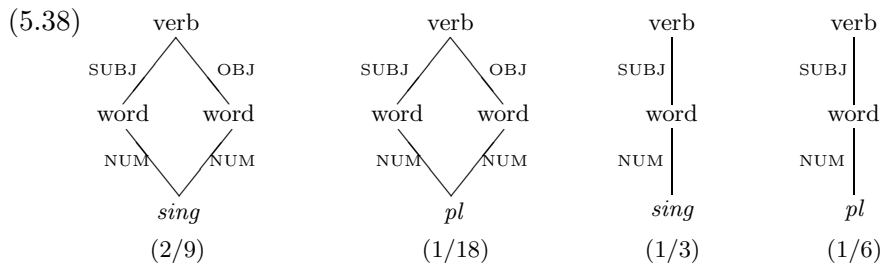 (5.38) verb verb verb verb
SUBJ OBJ SUBJ OBJ SUBJ SUBJ
word word word word word word
NUM NUM NUM NUM NUM NUM
sing pl sing pl
(2/9) (1/18) (1/3) (1/6)